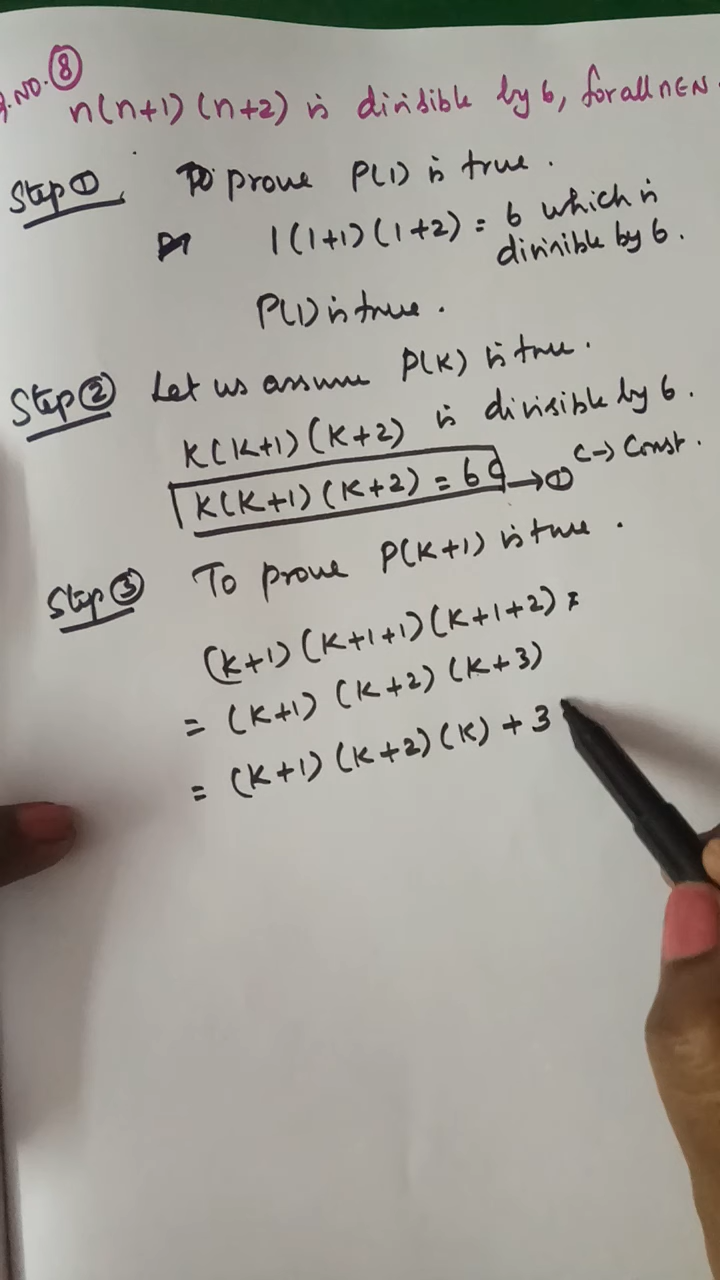 Q.NO. ⑧
n(n+1) (n+2) is divisible by 6, for all n∈N.
Step ① To prove P(1) is true.
1(1+1)(1+2) = 6 which is
divisible by 6.
P(1) is true.
Step ② Let us assume P(K) is true.
K(K+1)(K+2) is divisible by 6.
K(K+1)(K+2) = 6C → ① C → Const.
Step ③ To prove P(K+1) is true.
(K+1)(K+1+1)(K+1+2) =
= (K+1) (K+2) (K+3)
= (K+1) (K+2) (K) + 3